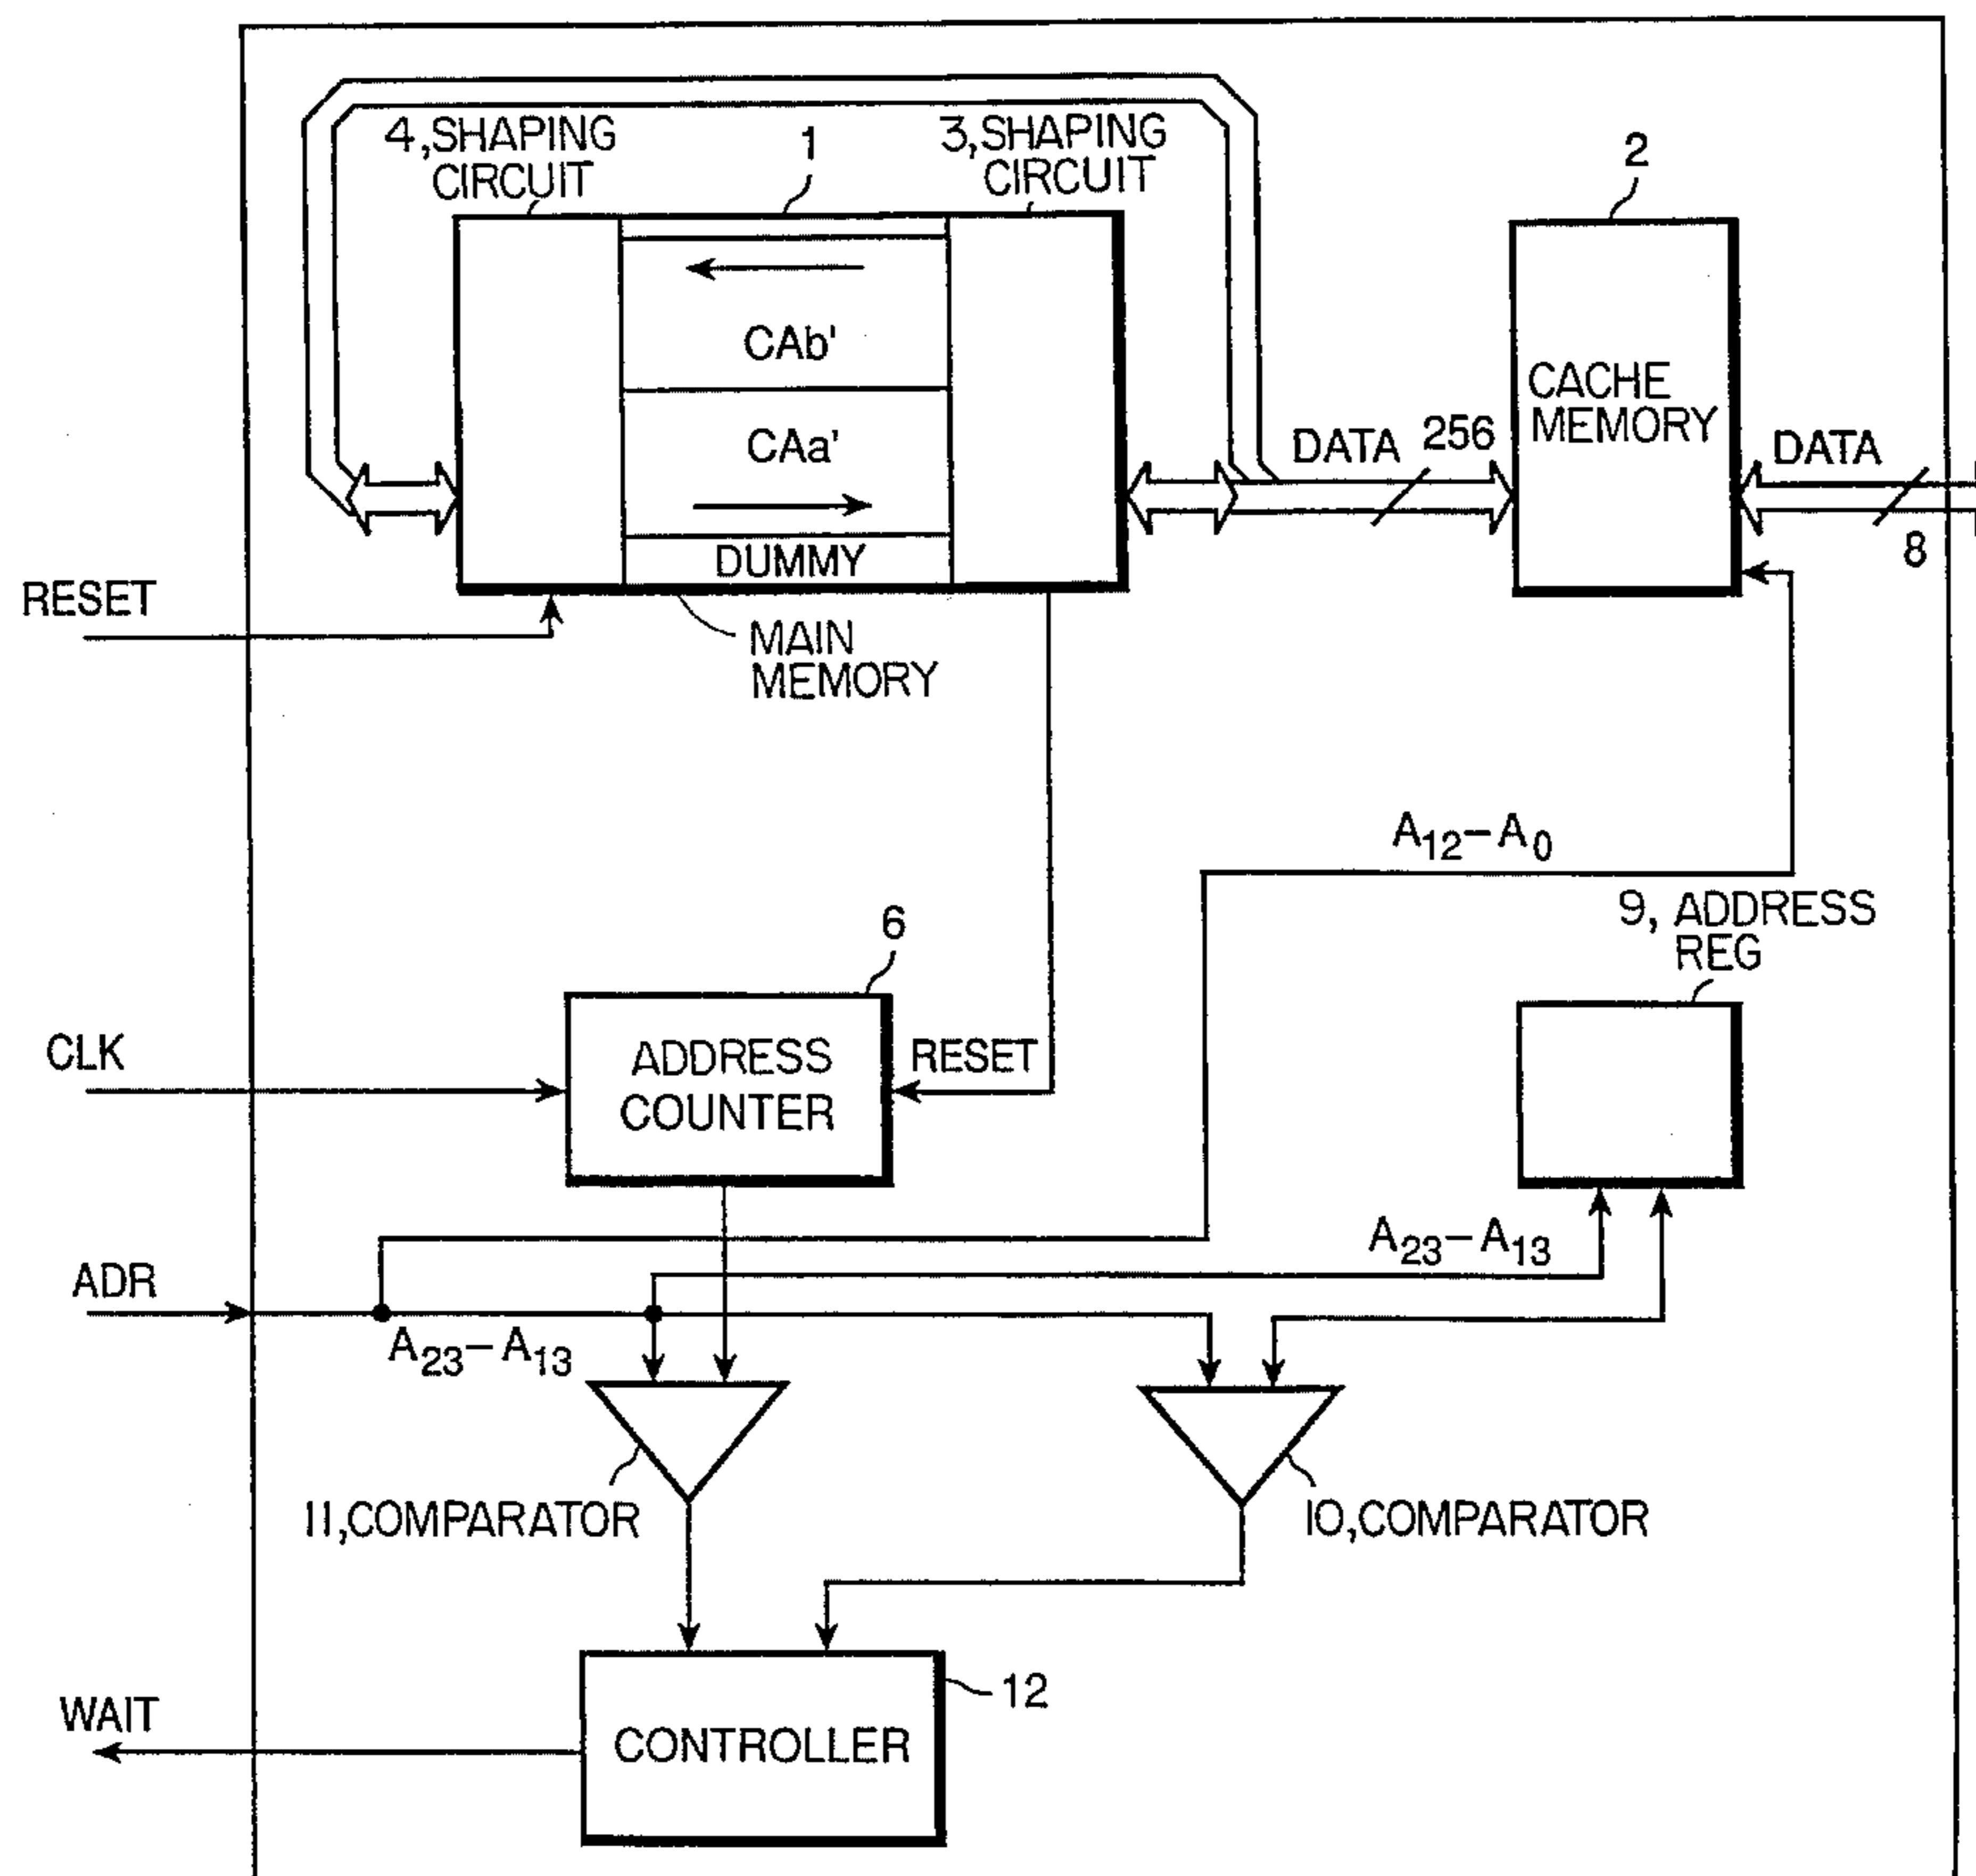 4, SHAPING
CIRCUIT
1
3, SHAPING
CIRCUIT
2
CAb'
CAa'
DUMMY
CACHE
MEMORY
DATA
256
DATA
8
RESET
MAIN
MEMORY
A12–A0
9, ADDRESS
REG
6
CLK
ADDRESS
COUNTER
RESET
A23–A13
ADR
A23–A13
11, COMPARATOR
10, COMPARATOR
12
WAIT
CONTROLLER